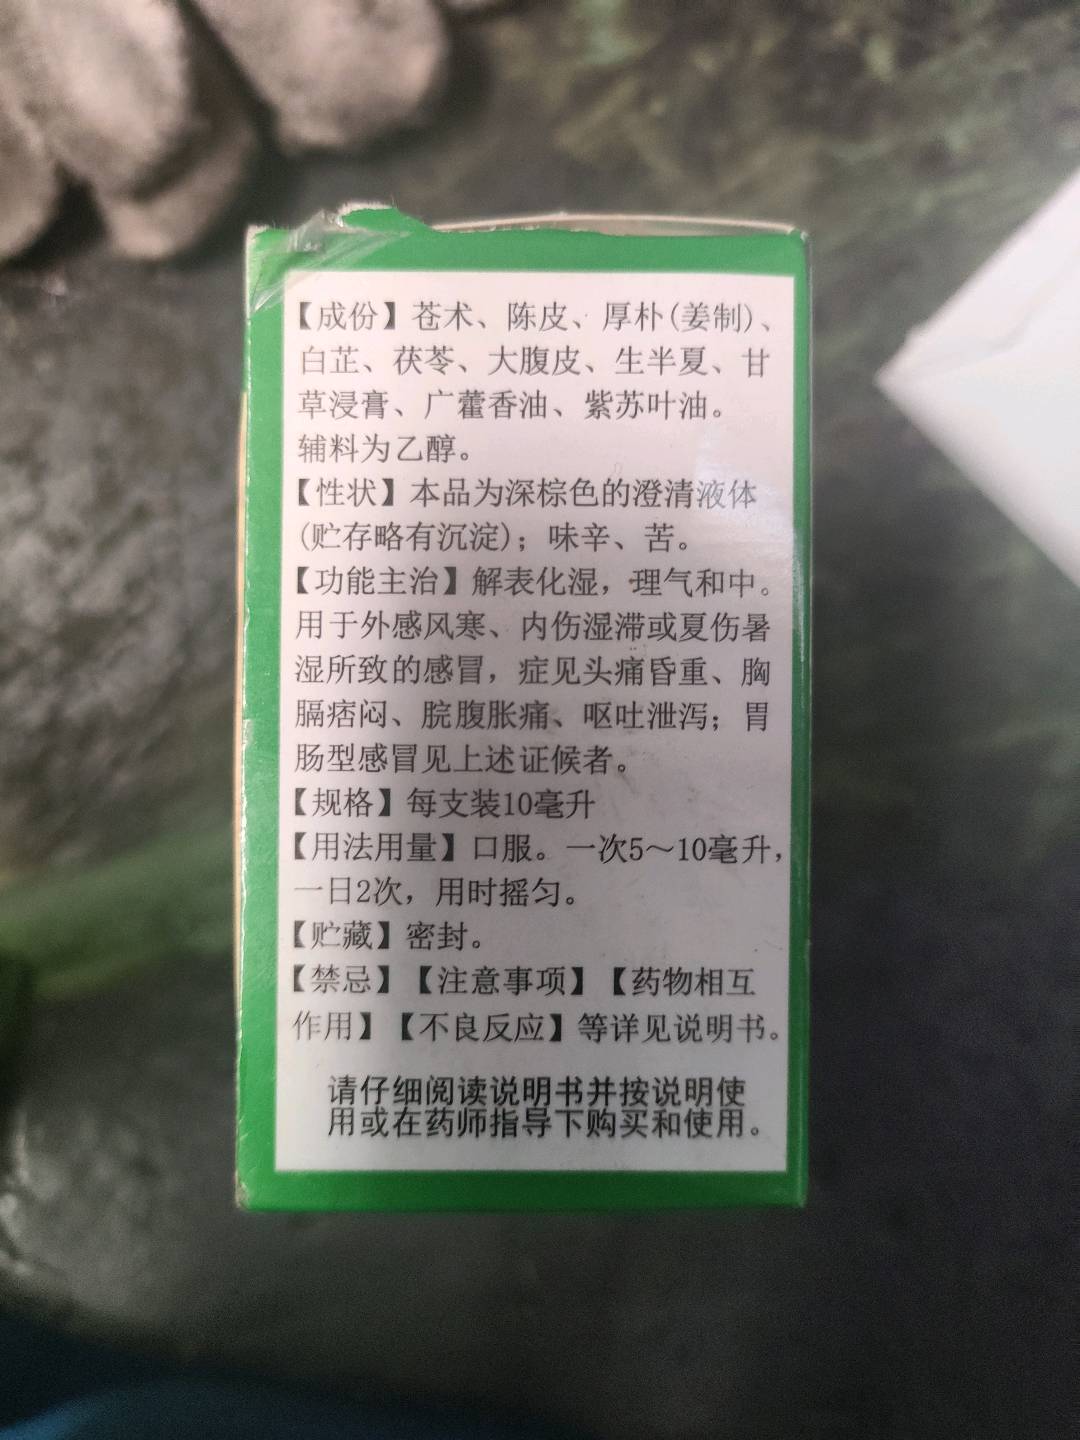 【成份】苍术、陈皮、厚朴(姜制)、
白芷、茯苓、大腹皮、生半夏、甘
草浸膏、广藿香油、紫苏叶油。
辅料为乙醇。
【性状】本品为深棕色的澄清液体
(贮存略有沉淀)；味辛、苦。
【功能主治】解表化湿，理气和中。
用于外感风寒、内伤湿滞或夏伤暑
湿所致的感冒，症见头痛昏重、胸
膈痞闷、脘腹胀痛、呕吐泄泻；胃
肠型感冒见上述证候者。
【规格】每支装10毫升
【用法用量】口服。一次5～10毫升，
一日2次，用时摇匀。
【贮藏】密封。
【禁忌】【注意事项】【药物相互
作用】【不良反应】等详见说明书。
请仔细阅读说明书并按说明使
用或在药师指导下购买和使用。